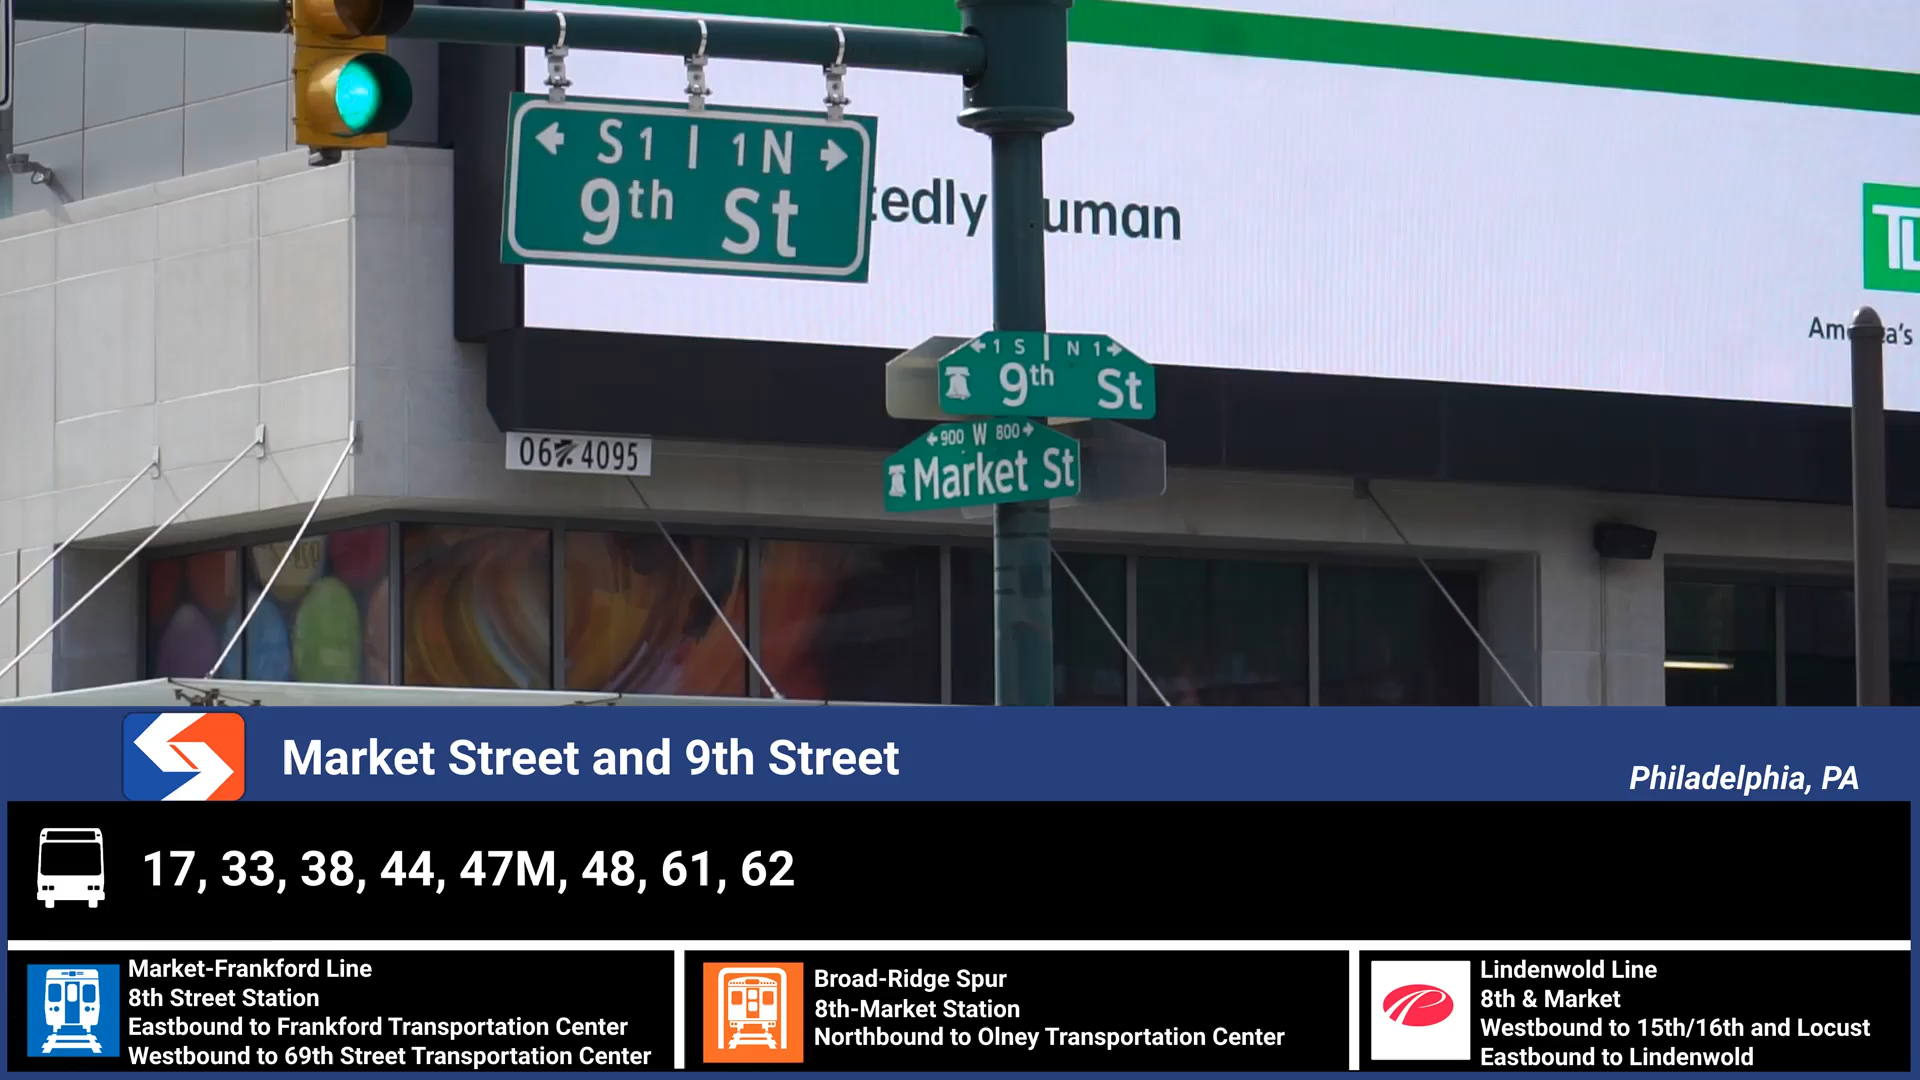 ← S 1 | 1 N →
9th St
tedly uman
TD
← 1 S | N 1 →
9th St
← 900 W 800 →
Market St
06 4095
Market Street and 9th Street
Philadelphia, PA
17, 33, 38, 44, 47M, 48, 61, 62
Market-Frankford Line
8th Street Station
Eastbound to Frankford Transportation Center
Westbound to 69th Street Transportation Center
Broad-Ridge Spur
8th-Market Station
Northbound to Olney Transportation Center
Lindenwold Line
8th & Market
Westbound to 15th/16th and Locust
Eastbound to Lindenwold